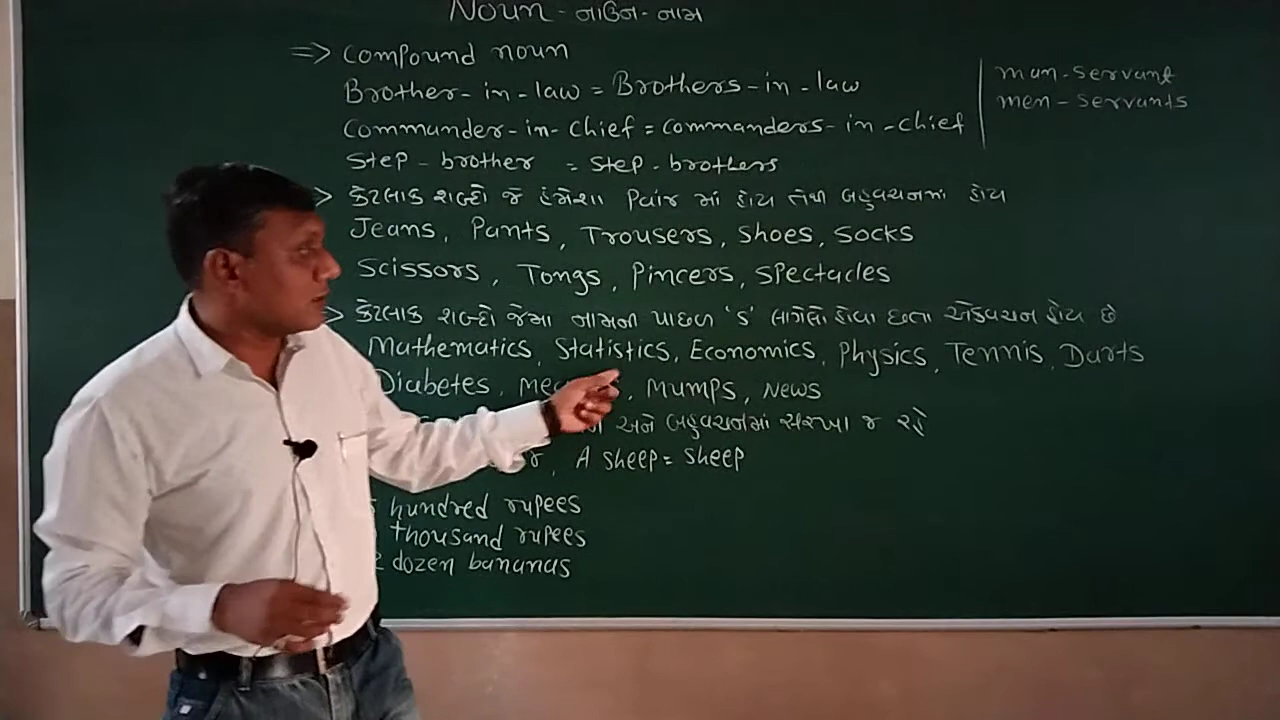 Noun - નાઉન - નામ
=> Compound noun
Brother-in-law = Brothers-in-law
Commander-in-chief = Commanders-in-chief
man-servant
men-servants
Step-brother = Step-brothers
> કેટલાક શબ્દો જે હંમેશા Pair માં હોય તેથી બહુવચનમાં હોય
Jeans, Pants, Trousers, Shoes, Socks
Scissors, Tongs, Pincers, Spectacles
> કેટલાક શબ્દો જેમા નામની પાછળ 'S' લાગેલો હોવા છતા એકવચન હોય છે
Mathematics, Statistics, Economics, Physics, Tennis, Darts
Diabetes, Mumps, News
અને બહુવચનમાં સરખા જ રહે
A sheep = sheep
hundred rupees
thousand rupees
dozen bananas